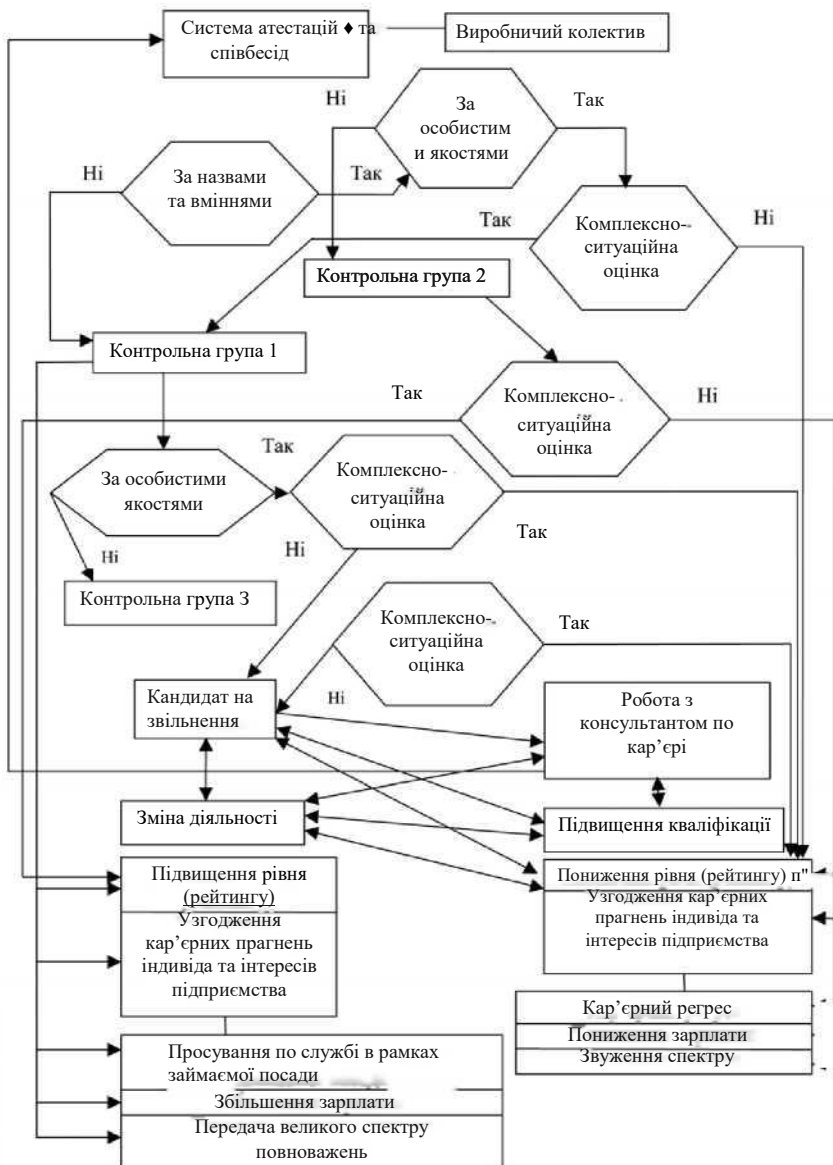 Система атестацій ♦ та
співбесід
Виробничий колектив
Ні
За
особистим
и якостями
Так
Ні
За назвами
та вміннями
Так
Так
Комплексно-
ситуаційна
оцінка
Ні
Контрольна група 2
Контрольна група 1
Так
Комплексно-
ситуаційна
оцінка
Ні
За особистими
якостями
Так
Комплексно-
ситуаційна
оцінка
Так
Ні
Ні
Контрольна група 3
Комплексно-
ситуаційна
оцінка
Так
Ні
Кандидат на
звільнення
Робота з
консультантом по
кар’єрі
Зміна діяльності
Підвищення кваліфікації
Підвищення рівня
(рейтингу)
Узгодження
кар’єрних прагнень
індивіда та інтересів
підприємства
Пониження рівня (рейтингу) п"
Узгодження кар’єрних
прагнень індивіда та
інтересів підприємства
Кар’єрний регрес
Пониження зарплати
Звуження спектру
Просування по службі в рамках
займаємої посади
Збільшення зарплати
Передача великого спектру
повноважень